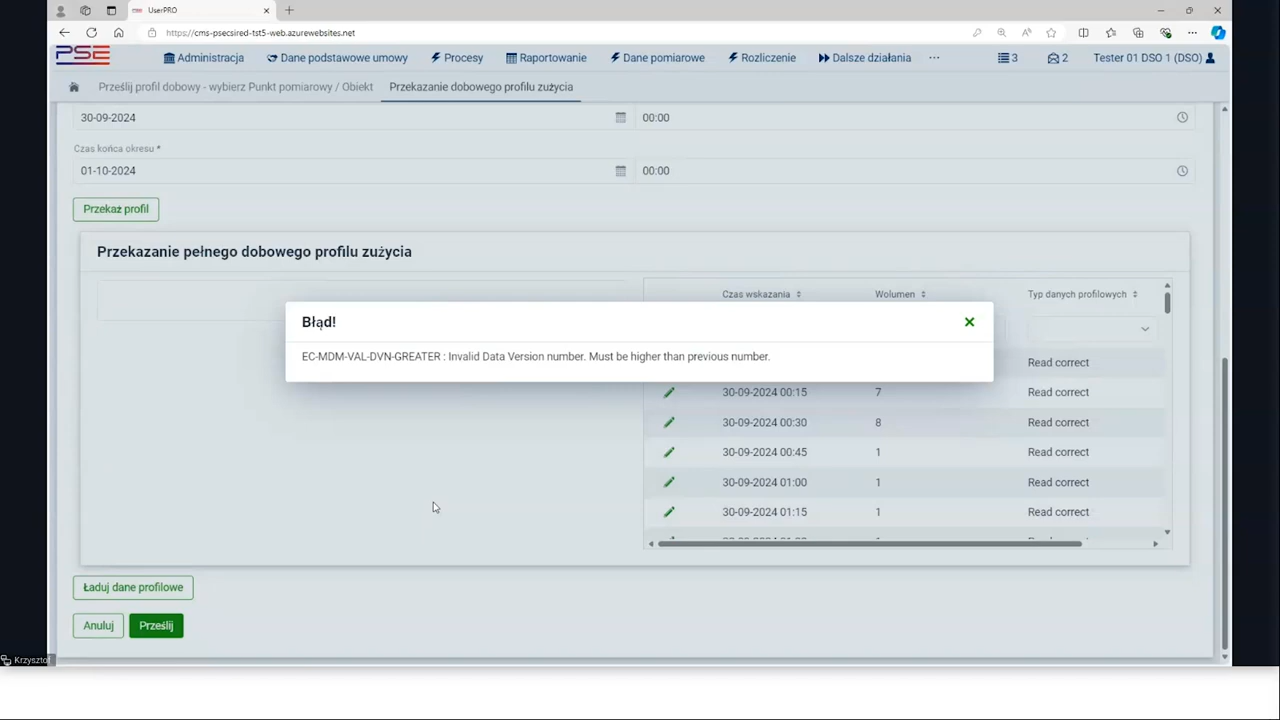 UserPRO
https://cms-psecsired-tst5-web.azurewebsites.net
PSE Administracja Dane podstawowe umowy Procesy Raportowanie Dane pomiarowe Rozliczenie Dalsze działania ... 3 2 Tester 01 DSO 1 (DSO)
Prześlij profil dobowy - wybierz Punkt pomiarowy / Obiekt Przekazanie dobowego profilu zużycia
30-09-2024 00:00
Czas końca okresu *
01-10-2024 00:00
Przekaż profil
Przekazanie pełnego dobowego profilu zużycia
Czas wskazania Wolumen Typ danych profilowych
Błąd!
EC-MDM-VAL-DVN-GREATER : Invalid Data Version number. Must be higher than previous number.
Read correct
30-09-2024 00:15 7 Read correct
30-09-2024 00:30 8 Read correct
30-09-2024 00:45 1 Read correct
30-09-2024 01:00 1 Read correct
30-09-2024 01:15 1 Read correct
Ładuj dane profilowe
Anuluj Prześlij